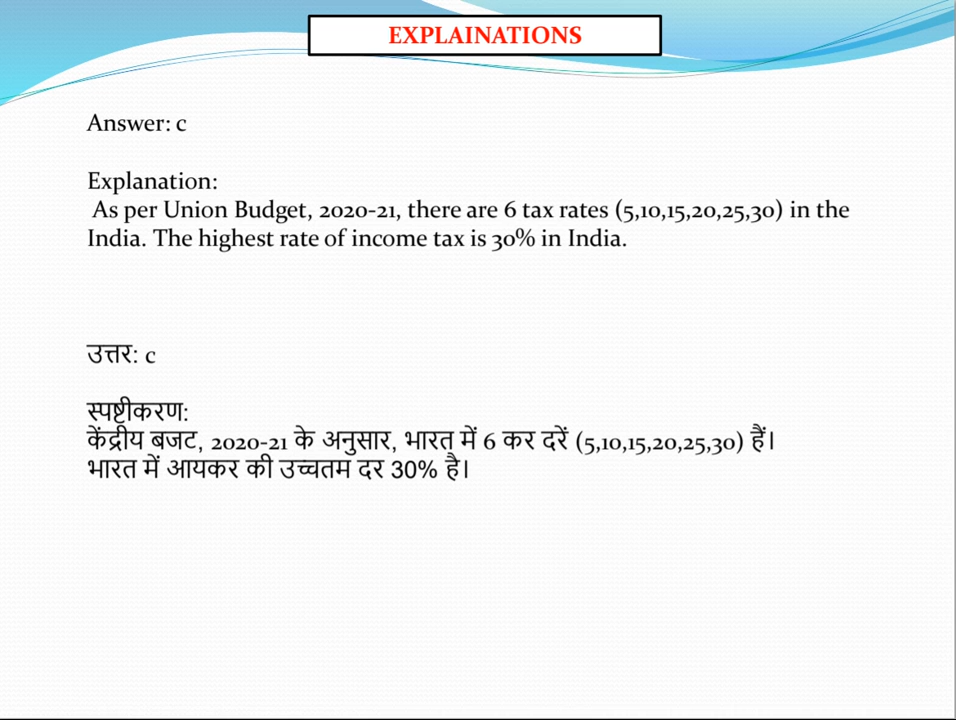 EXPLAINATIONS
Answer: c
Explanation:
As per Union Budget, 2020-21, there are 6 tax rates (5,10,15,20,25,30) in the
India. The highest rate of income tax is 30% in India.
उत्तर: c
स्पष्टीकरण:
केंद्रीय बजट, 2020-21 के अनुसार, भारत में 6 कर दरें (5,10,15,20,25,30) हैं।
भारत में आयकर की उच्चतम दर 30% है।